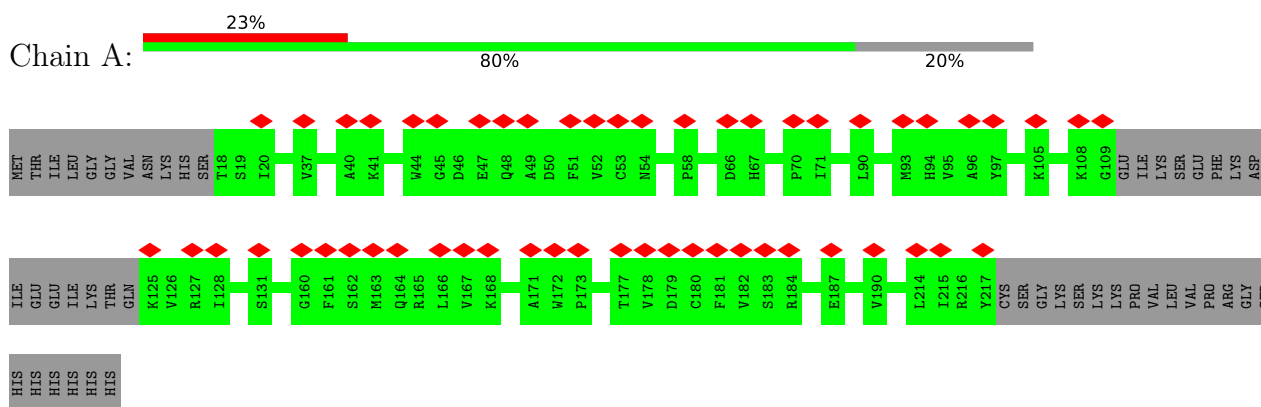 23%
Chain A:
80% 20%
MET THR ILE LEU GLY GLY VAL ASN LYS HIS SER T18 S19 I20 V37 A40 K41 W44 G45 D46 E47 Q48 A49 D50 F51 V52 C53 N54 P58 D66 H67 P70 I71 L90 M93 H94 V95 A96 Y97 K105 K108 G109 GLU ILE LYS SER GLU PHE LYS ASP
ILE GLU GLU ILE LYS THR GLN K125 V126 R127 I128 S131 G160 F161 S162 M163 Q164 R165 L166 V167 K168 A171 W172 P173 T177 V178 D179 C180 F181 V182 S183 R184 E187 V190 L214 I215 R216 Y217 CYS SER GLY LYS SER LYS LYS PRO VAL LEU VAL PRO ARG GLY
HIS HIS HIS HIS HIS HIS